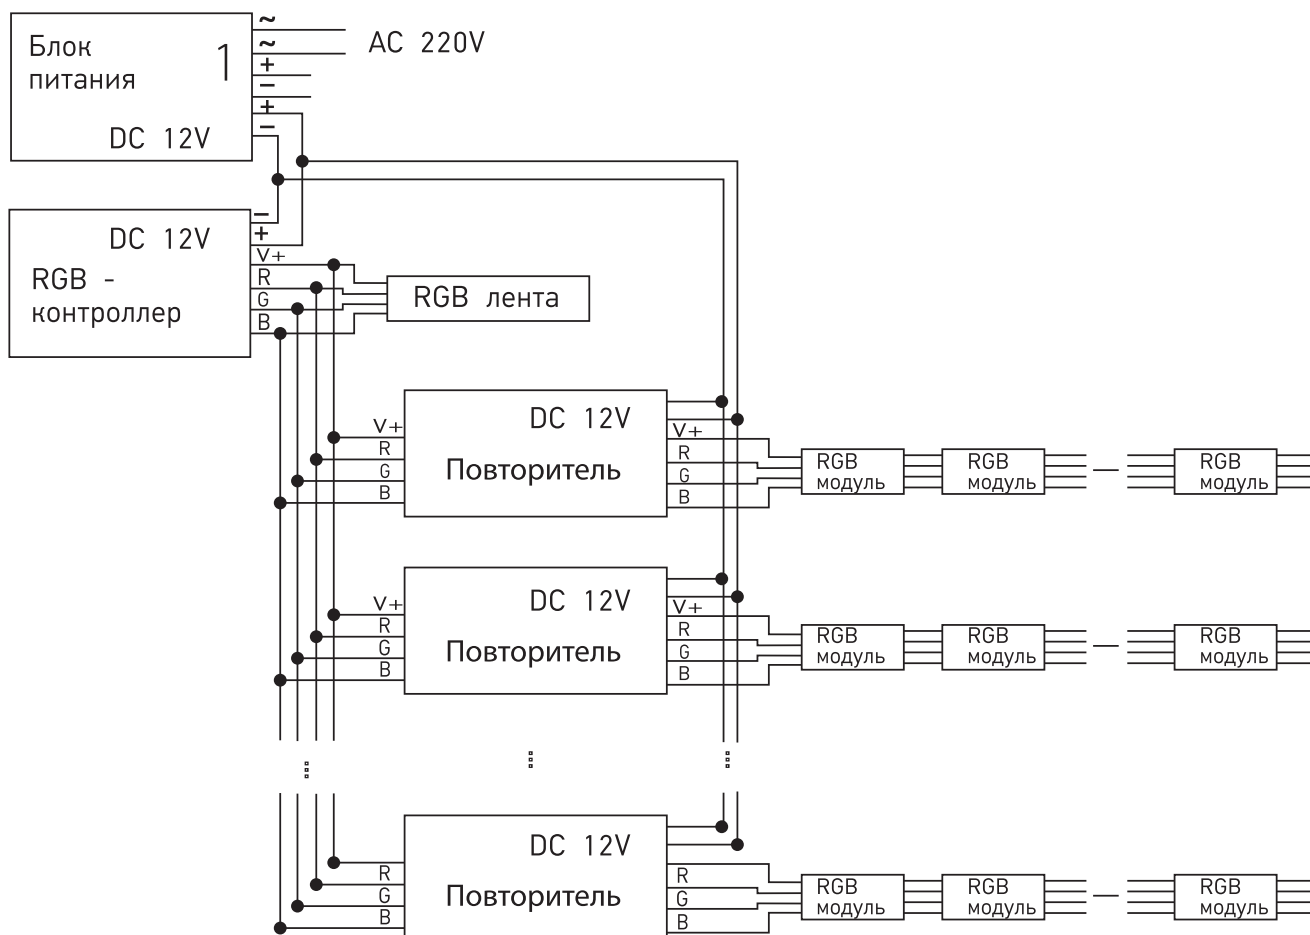 Блок
питания
1
DC 12V
~
~
+
−
+
−
AC 220V
DC 12V
RGB -
контроллер
−
+
V+
R
G
B
RGB лента
V+
R
G
B
DC 12V
Повторитель
V+
R
G
B
RGB
модуль
RGB
модуль
—
RGB
модуль
V+
R
G
B
DC 12V
Повторитель
V+
R
G
B
RGB
модуль
RGB
модуль
—
RGB
модуль
R
G
B
DC 12V
Повторитель
R
G
B
RGB
модуль
RGB
модуль
—
RGB
модуль